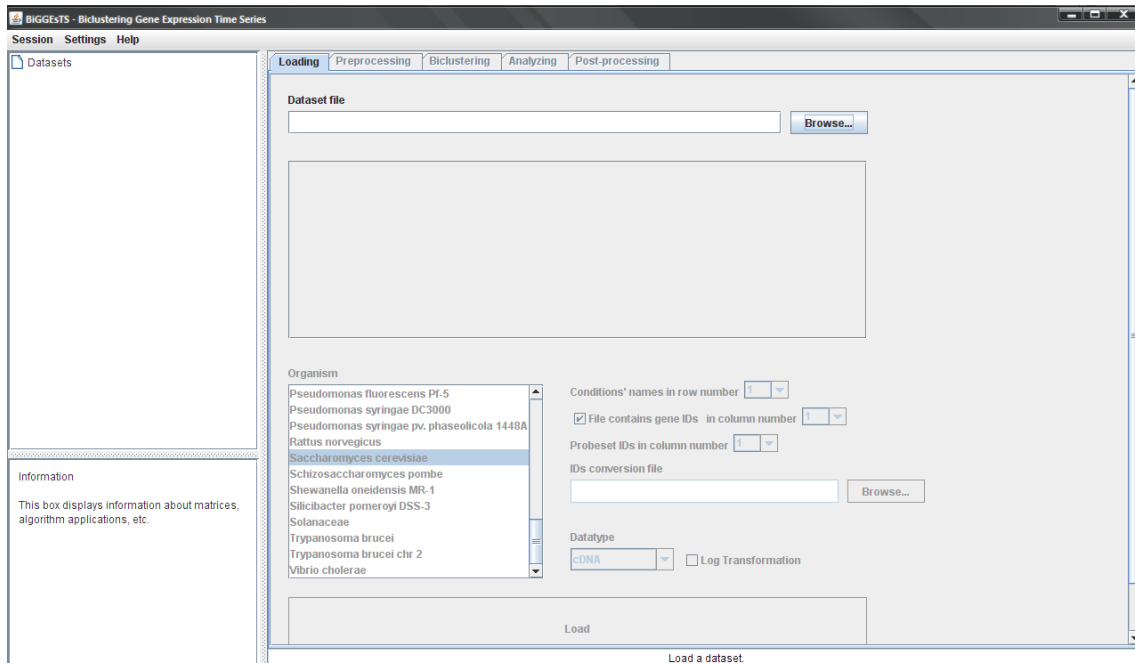 BiGGEsTS - Biclustering Gene Expression Time Series
Session Settings Help
Datasets
Loading Preprocessing Biclustering Analyzing Post-processing
Dataset file
Browse...
Organism
Pseudomonas fluorescens Pf-5
Pseudomonas syringae DC3000
Pseudomonas syringae pv. phaseolicola 1448A
Rattus norvegicus
Saccharomyces cerevisiae
Schizosaccharomyces pombe
Shewanella oneidensis MR-1
Silicibacter pomeroyi DSS-3
Solanaceae
Trypanosoma brucei
Trypanosoma brucei chr 2
Vibrio cholerae
Conditions' names in row number 1
File contains gene IDs in column number 1
Probeset IDs in column number 1
IDs conversion file
Browse...
Datatype
cDNA Log Transformation
Load
Information
This box displays information about matrices,
algorithm applications, etc.
Load a dataset.